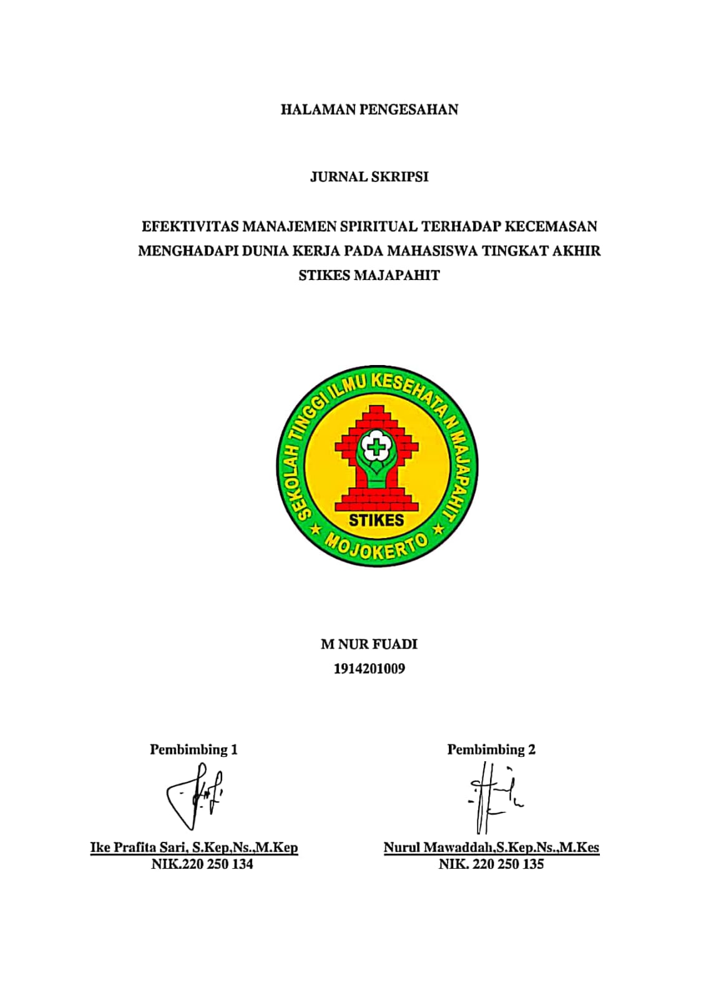 HALAMAN PENGESAHAN
JURNAL SKRIPSI
EFEKTIVITAS MANAJEMEN SPIRITUAL TERHADAP KECEMASAN
MENGHADAPI DUNIA KERJA PADA MAHASISWA TINGKAT AKHIR
STIKES MAJAPAHIT
SEKOLAH TINGGI ILMU KESEHATA N MAJAPAHIT
STIKES
MOJOKERTO
M NUR FUADI
1914201009
Pembimbing 1
Pembimbing 2
Ike Prafita Sari, S.Kep,Ns.,M.Kep
Nurul Mawaddah,S.Kep.Ns.,M.Kes
NIK.220 250 134
NIK. 220 250 135